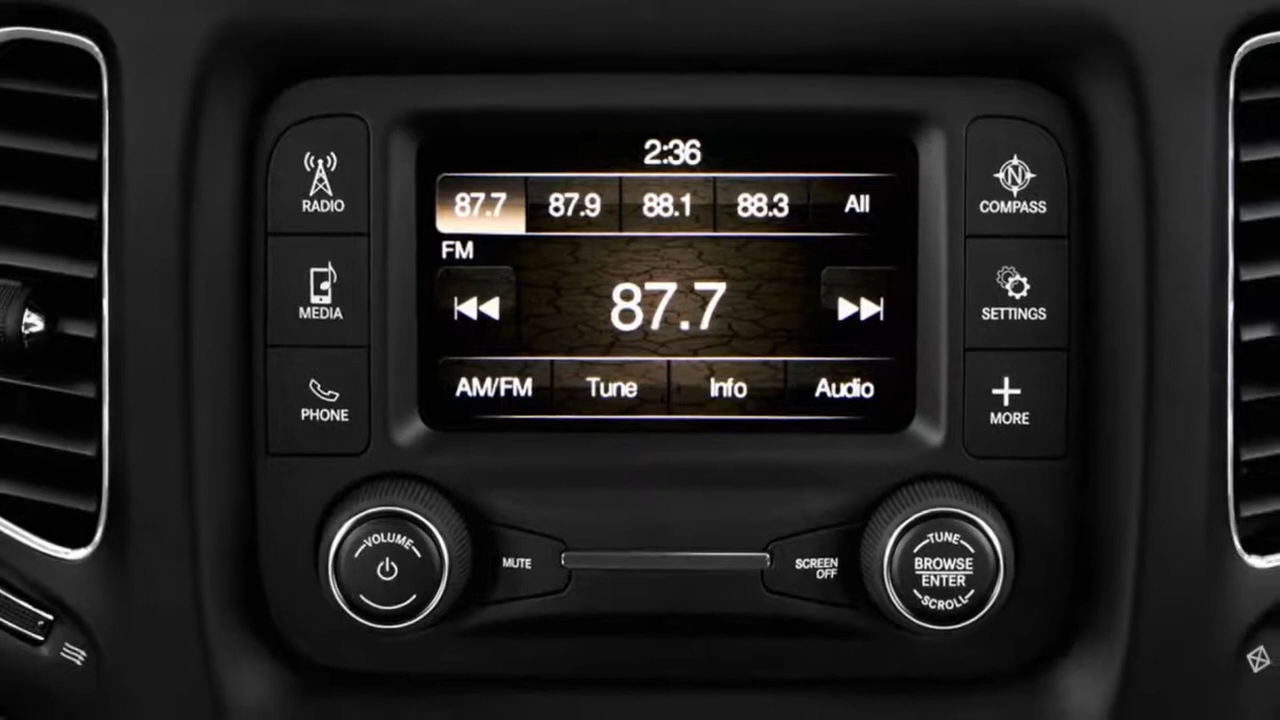 2:36
87.7 87.9 88.1 88.3 All
FM
87.7
AM/FM Tune Info Audio
RADIO
MEDIA
PHONE
N
COMPASS
SETTINGS
MORE
VOLUME
MUTE
SCREEN
OFF
TUNE
BROWSE
ENTER
SCROLL